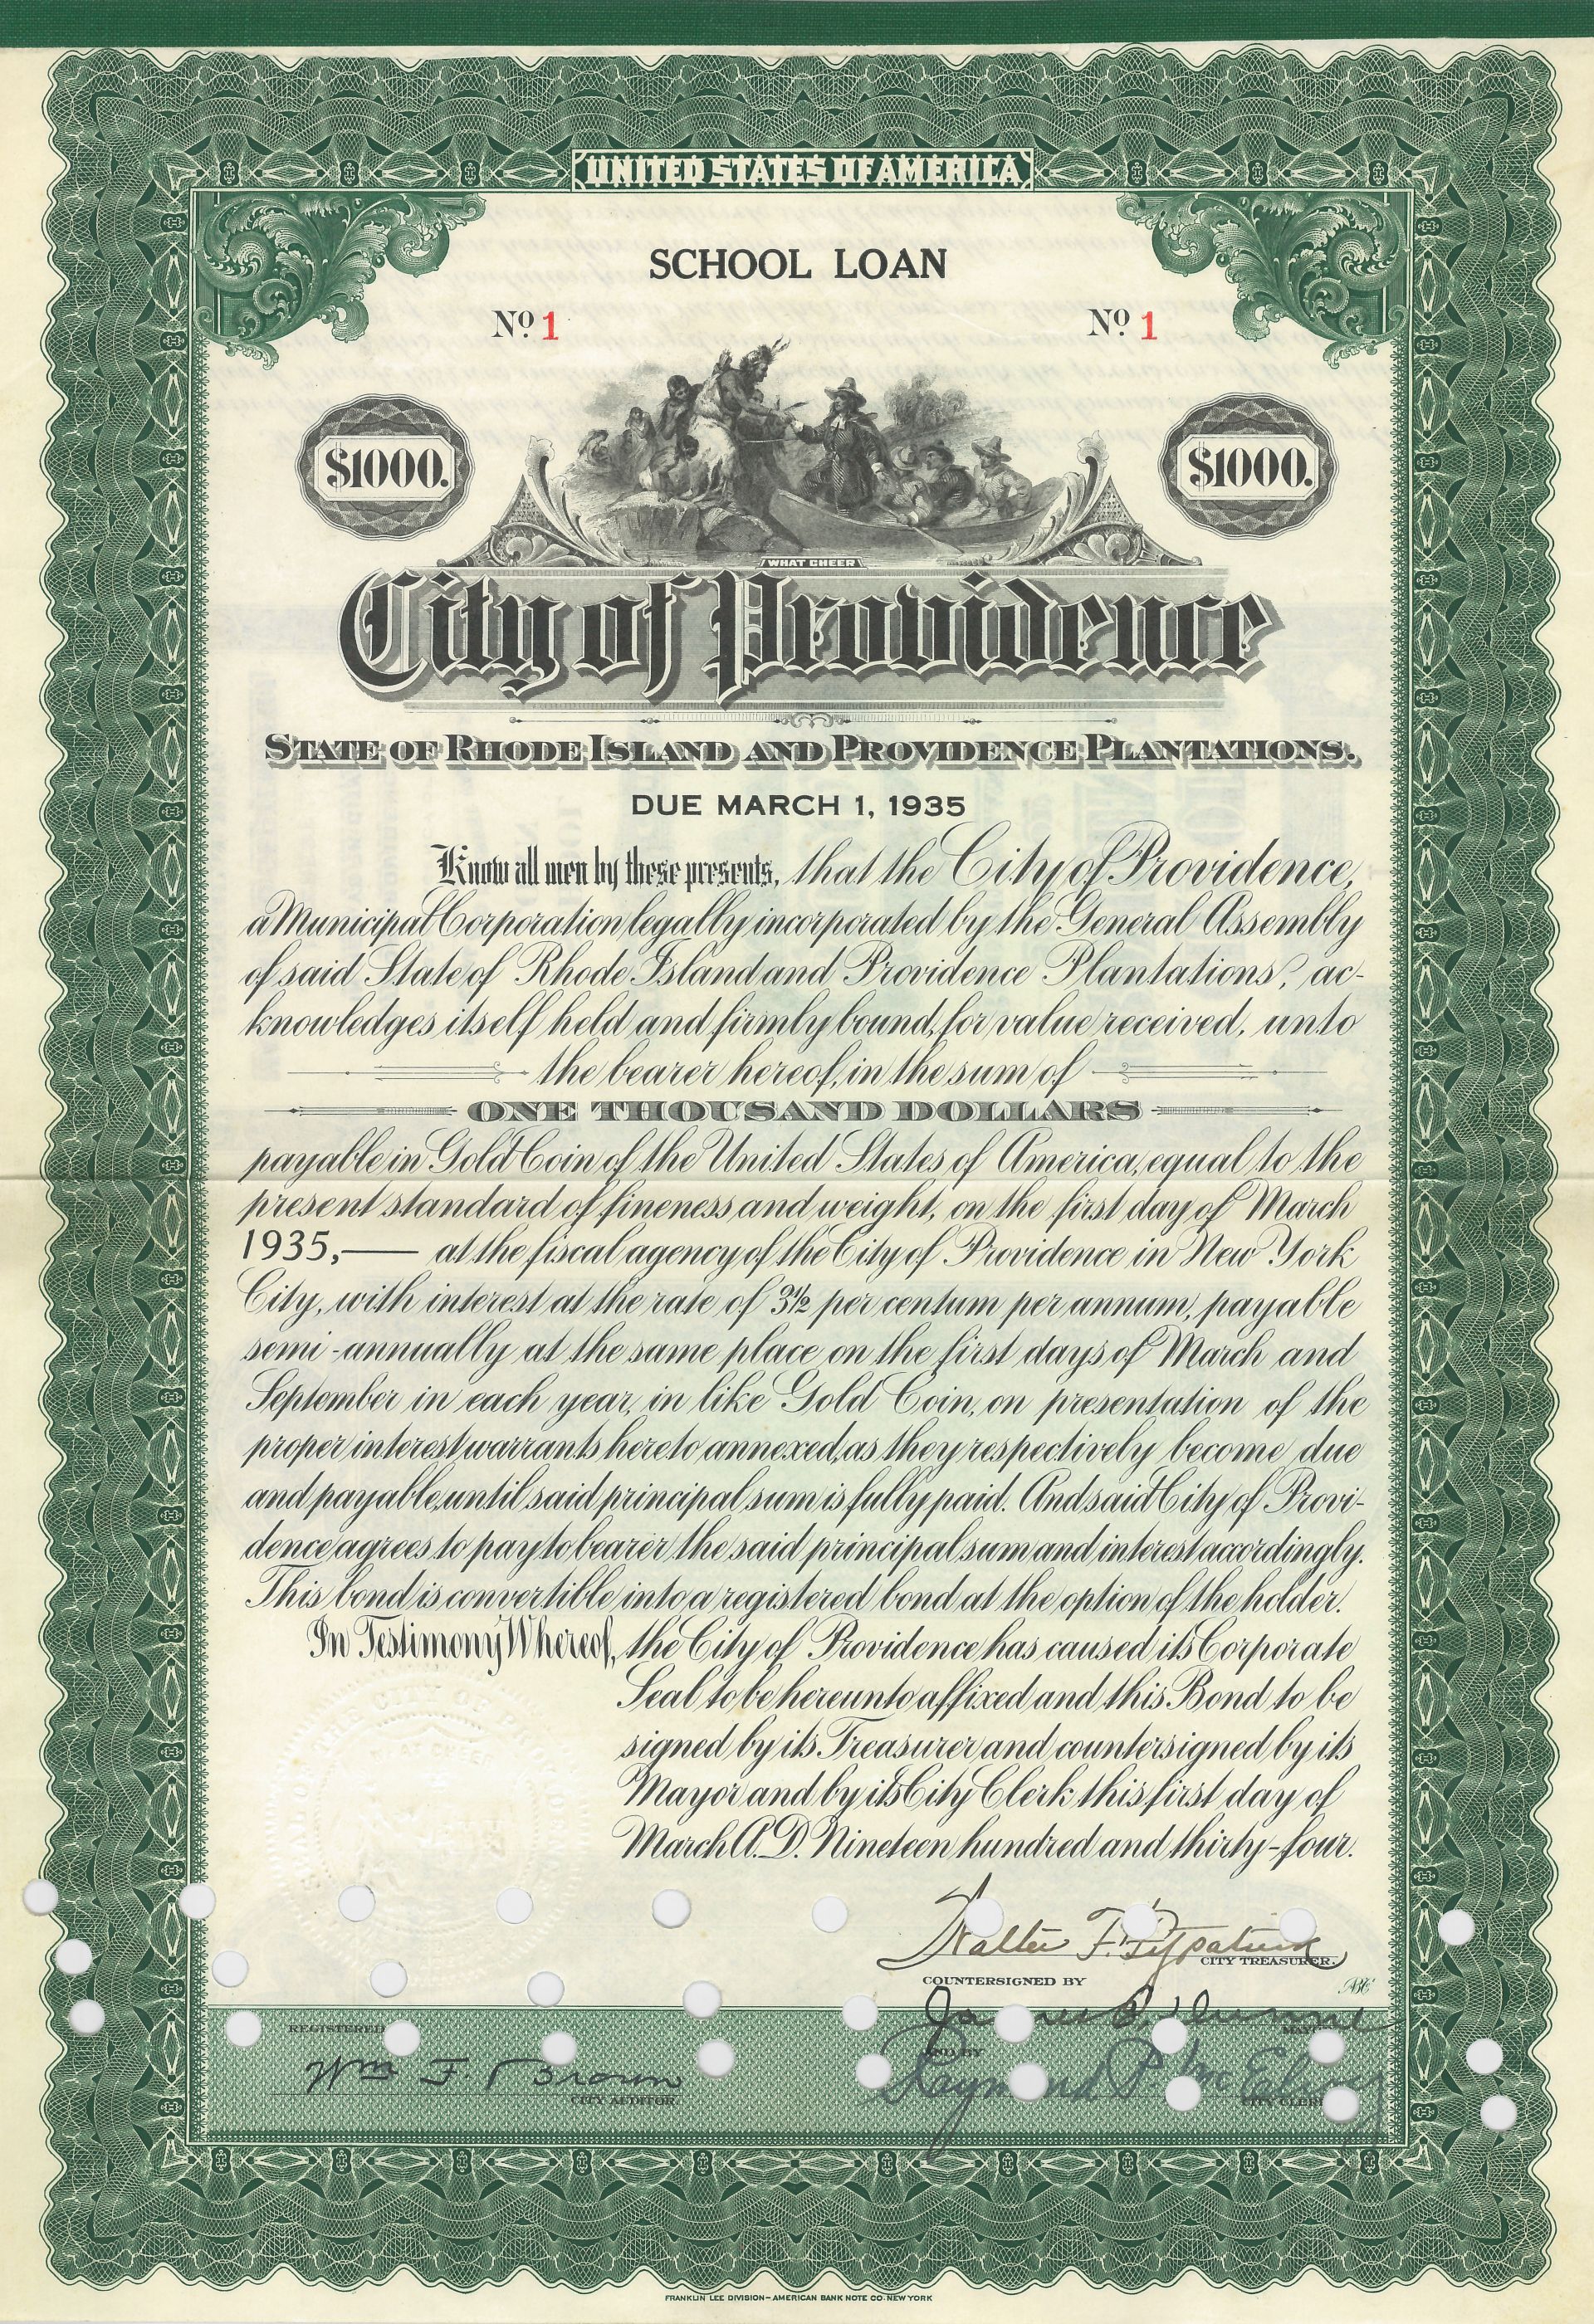 UNITED STATES OF AMERICA
SCHOOL LOAN
Nº 1 Nº 1
$1000. $1000.
WHAT CHEER
City of Providence
STATE OF RHODE ISLAND AND PROVIDENCE PLANTATIONS.
DUE MARCH 1, 1935
Know all men by these presents, that the City of Providence,
a Municipal Corporation legally incorporated by the General Assembly
of said State of Rhode Island and Providence Plantations, ac-
knowledges itself held and firmly bound, for value received, unto
the bearer hereof, in the sum of
ONE THOUSAND DOLLARS
payable in Gold Coin of the United States of America, equal to the
present standard of fineness and weight, on the first day of March
1935, — at the fiscal agency of the City of Providence in New York
City, with interest at the rate of 3½ per centum per annum, payable
semi-annually at the same place on the first days of March and
September in each year, in like Gold Coin, on presentation of the
proper interest warrants hereto annexed, as they respectively become due
and payable, until said principal sum is fully paid. And said City of Provi-
dence agrees to pay to bearer the said principal sum and interest accordingly.
This bond is convertible into a registered bond at the option of the holder.
In Testimony Whereof, the City of Providence has caused its Corporate
Seal to be hereunto affixed and this Bond to be
signed by its Treasurer and countersigned by its
Mayor and by its City Clerk this first day of
March A.D. Nineteen hundred and thirty-four.
Walter F. Fitzpatrick
CITY TREASURER.
COUNTERSIGNED BY
James E. Dunne
REGISTERED
AND BY
Wm F. Brown Raymond P. McElroy
CITY AUDITOR. CITY CLERK
FRANKLIN LEE DIVISION–AMERICAN BANK NOTE CO. NEW YORK